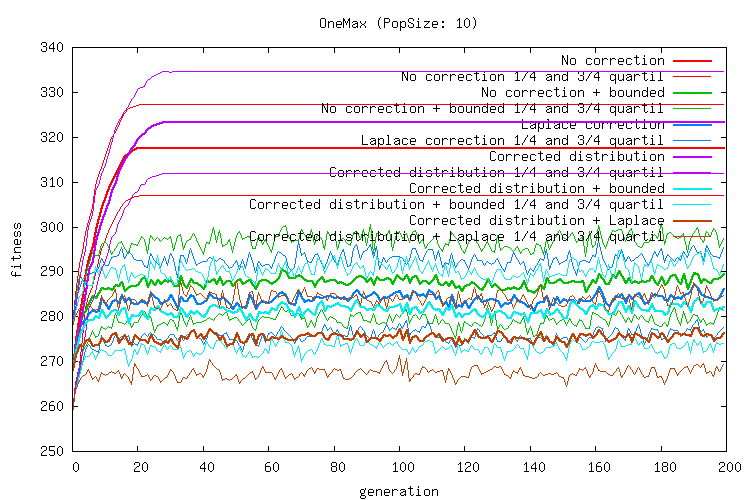 OneMax (PopSize: 10)
340
330
320
310
300
290
280
270
260
250
fitness
No correction
No correction 1/4 and 3/4 quartil
No correction + bounded
No correction + bounded 1/4 and 3/4 quartil
Laplace correction
Laplace correction 1/4 and 3/4 quartil
Corrected distribution
Corrected distribution 1/4 and 3/4 quartil
Corrected distribution + bounded
Corrected distribution + bounded 1/4 and 3/4 quartil
Corrected distribution + Laplace
Corrected distribution + Laplace 1/4 and 3/4 quartil
0 20 40 60 80 100 120 140 160 180 200
generation